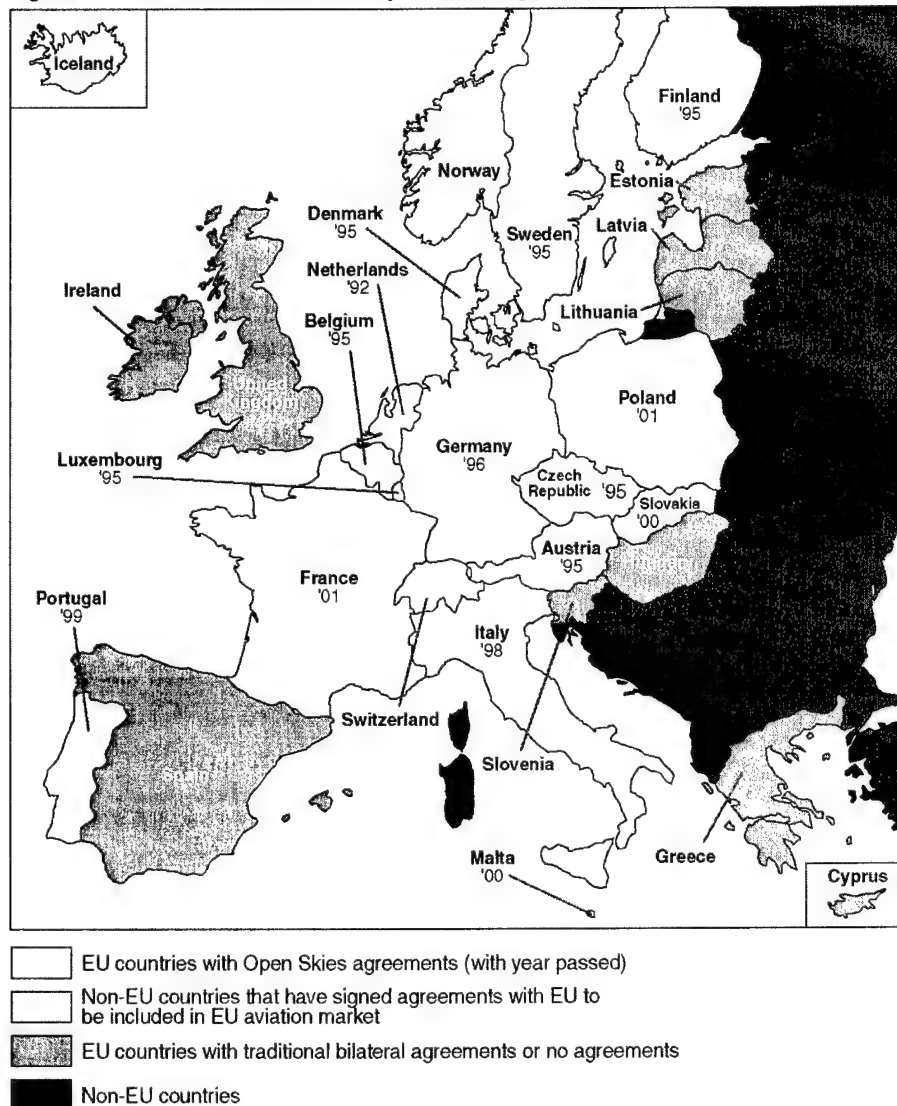 Iceland
Finland
'95
Norway
Estonia
Denmark
'95
Sweden
'95
Latvia
Netherlands
'92
Ireland
Lithuania
Belgium
'95
United
Kingdom
Poland
'01
Germany
'96
Luxembourg
'95
Czech
Republic
'95
Slovakia
'00
Austria
'95
France
'01
Portugal
'99
Italy
'98
Switzerland
Spain
Slovenia
Malta
'00
Greece
Cyprus
EU countries with Open Skies agreements (with year passed)
Non-EU countries that have signed agreements with EU to
be included in EU aviation market
EU countries with traditional bilateral agreements or no agreements
Non-EU countries